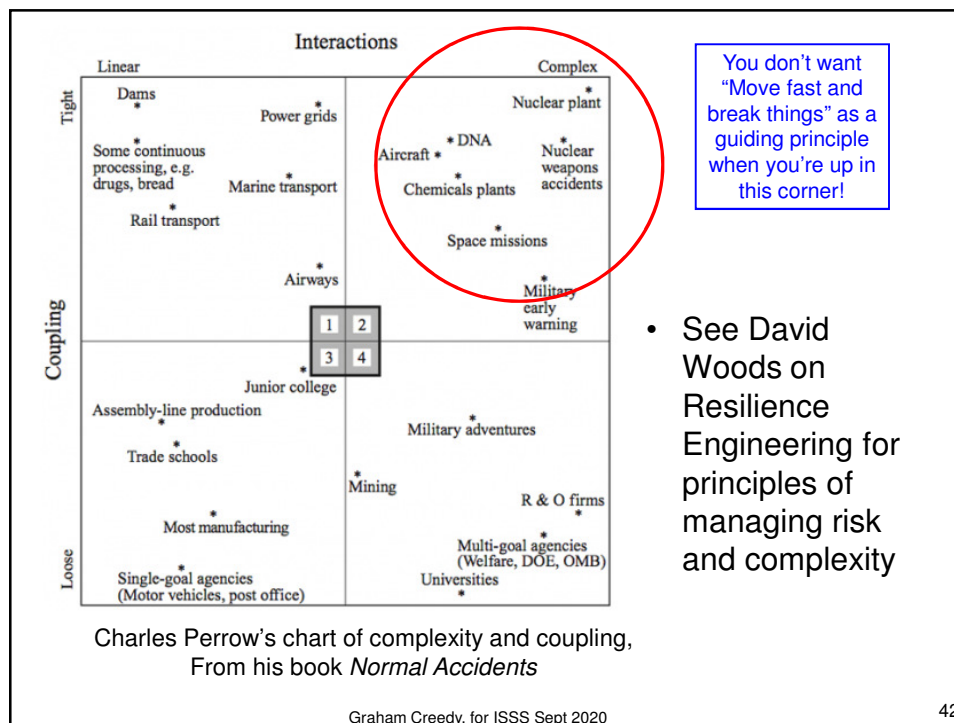 Interactions
Linear
Complex
Tight
Coupling
Loose
Dams
Power grids
Some continuous
processing, e.g.
drugs, bread
Marine transport
Rail transport
Airways
Nuclear plant
DNA
Aircraft
Nuclear
weapons
accidents
Chemicals plants
Space missions
Military
early
warning
1 2
3 4
Junior college
Assembly-line production
Trade schools
Most manufacturing
Single-goal agencies
(Motor vehicles, post office)
Military adventures
Mining
R & O firms
Multi-goal agencies
(Welfare, DOE, OMB)
Universities
You don’t want
“Move fast and
break things” as a
guiding principle
when you’re up in
this corner!
• See David
Woods on
Resilience
Engineering for
principles of
managing risk
and complexity
Charles Perrow’s chart of complexity and coupling,
From his book Normal Accidents
Graham Creedy, for ISSS Sept 2020
42